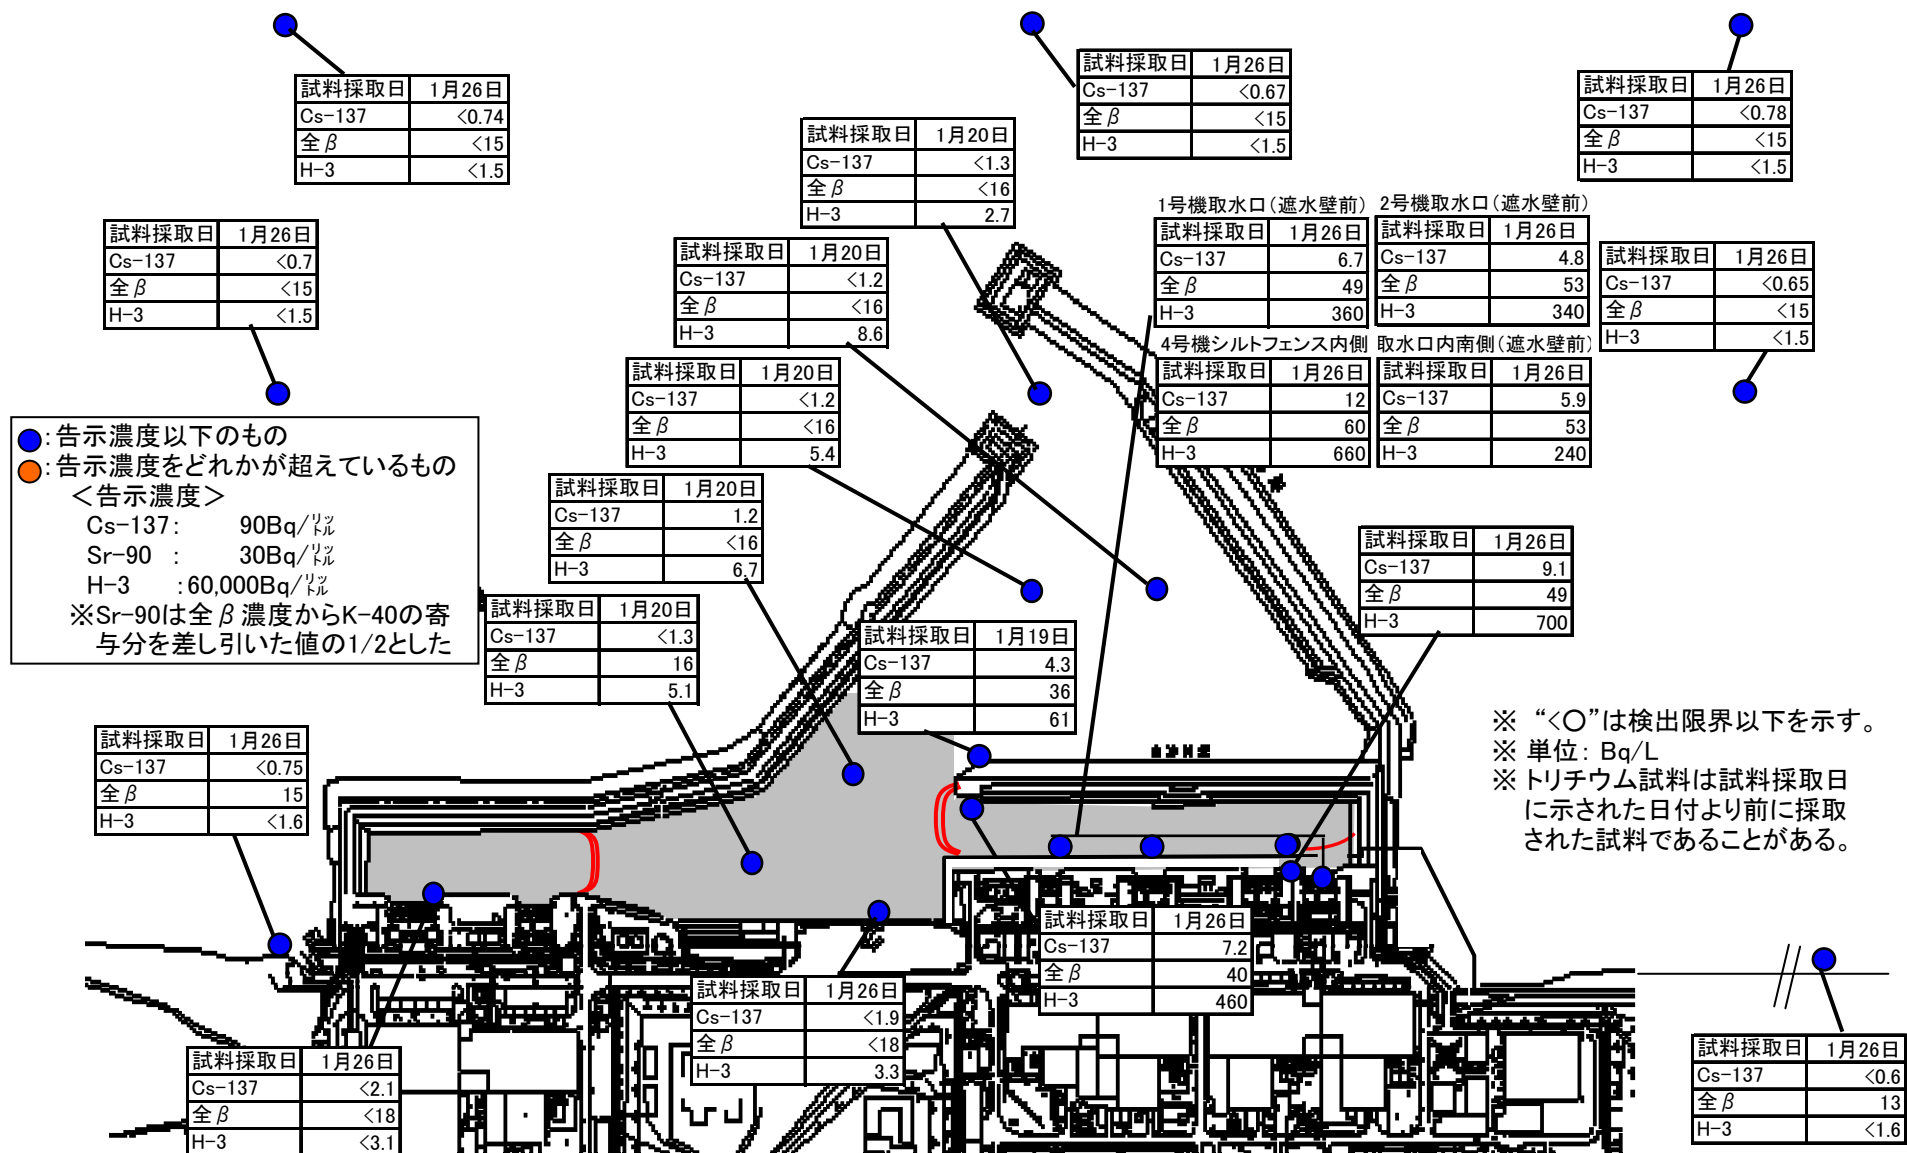 試料採取日 1月26日
Cs-137 <0.74
全β <15
H-3 <1.5
試料採取日 1月26日
Cs-137 <0.67
全β <15
H-3 <1.5
試料採取日 1月26日
Cs-137 <0.78
全β <15
H-3 <1.5
試料採取日 1月20日
Cs-137 <1.3
全β <16
H-3 2.7
試料採取日 1月26日
Cs-137 <0.7
全β <15
H-3 <1.5
試料採取日 1月20日
Cs-137 <1.2
全β <16
H-3 8.6
1号機取水口(遮水壁前)
試料採取日 1月26日
Cs-137 6.7
全β 49
H-3 360
2号機取水口(遮水壁前)
試料採取日 1月26日
Cs-137 4.8
全β 53
H-3 340
試料採取日 1月26日
Cs-137 <0.65
全β <15
H-3 <1.5
4号機シルトフェンス内側
試料採取日 1月26日
Cs-137 12
全β 60
H-3 660
取水口内南側(遮水壁前)
試料採取日 1月26日
Cs-137 5.9
全β 53
H-3 240
試料採取日 1月20日
Cs-137 <1.2
全β <16
H-3 5.4
:告示濃度以下のもの
:告示濃度をどれかが超えているもの
<告示濃度>
Cs-137: 90Bq/リットル
Sr-90 : 30Bq/リットル
H-3 :60,000Bq/リットル
※Sr-90は全β濃度からK-40の寄
与分を差し引いた値の1/2とした
試料採取日 1月20日
Cs-137 1.2
全β <16
H-3 6.7
試料採取日 1月26日
Cs-137 9.1
全β 49
H-3 700
試料採取日 1月20日
Cs-137 <1.3
全β 16
H-3 5.1
試料採取日 1月19日
Cs-137 4.3
全β 36
H-3 61
※ “<○”は検出限界以下を示す。
※ 単位: Bq/L
※ トリチウム試料は試料採取日
に示された日付より前に採取
された試料であることがある。
試料採取日 1月26日
Cs-137 <0.75
全β 15
H-3 <1.6
試料採取日 1月26日
Cs-137 7.2
全β 40
H-3 460
試料採取日 1月26日
Cs-137 <1.9
全β <18
H-3 3.3
試料採取日 1月26日
Cs-137 <2.1
全β <18
H-3 <3.1
試料採取日 1月26日
Cs-137 <0.6
全β 13
H-3 <1.6